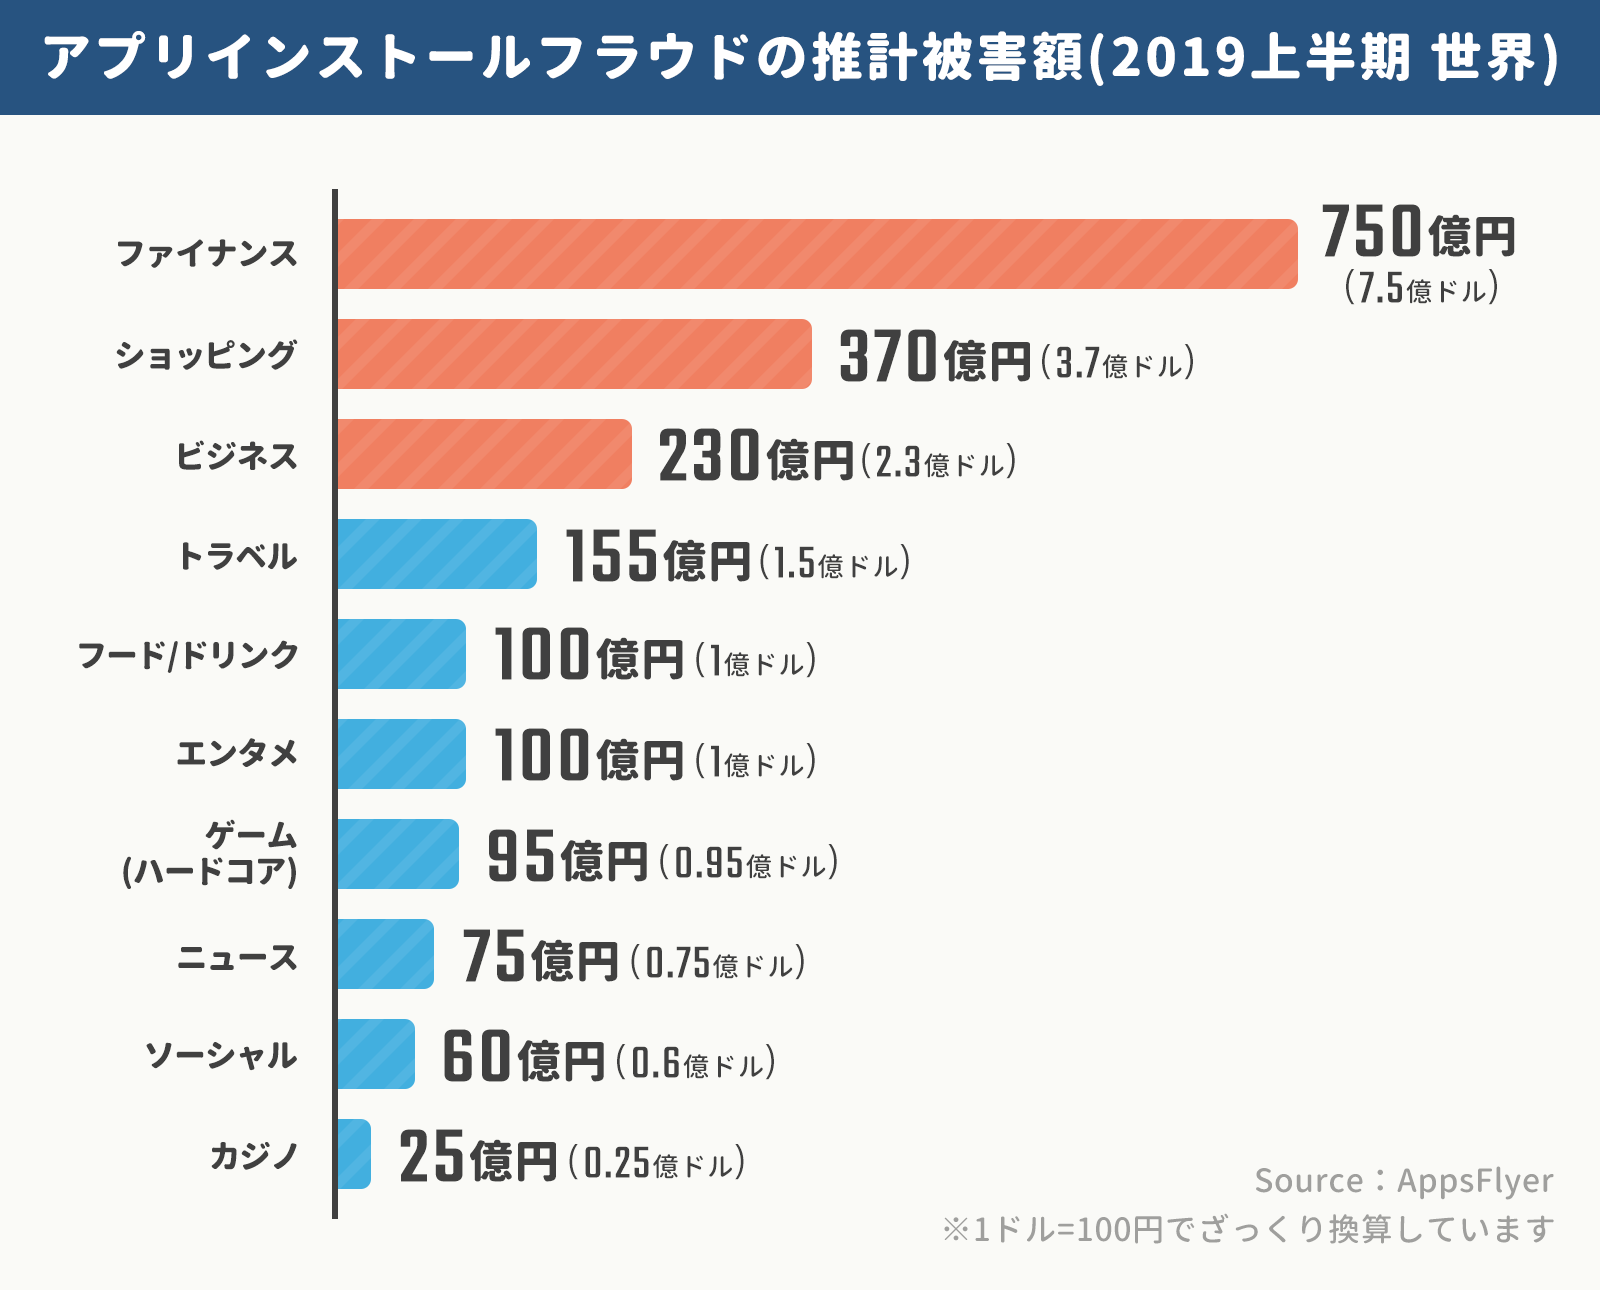 アプリインストールフラウドの推計被害額(2019上半期 世界)
ファイナンス
750億円
(7.5億ドル)
ショッピング
370億円(3.7億ドル)
ビジネス
230億円(2.3億ドル)
トラベル
155億円(1.5億ドル)
フード/ドリンク
100億円(1億ドル)
エンタメ
100億円(1億ドル)
ゲーム
(ハードコア)
95億円(0.95億ドル)
ニュース
75億円(0.75億ドル)
ソーシャル
60億円(0.6億ドル)
カジノ
25億円(0.25億ドル)
Source：AppsFlyer
※1ドル=100円でざっくり換算しています